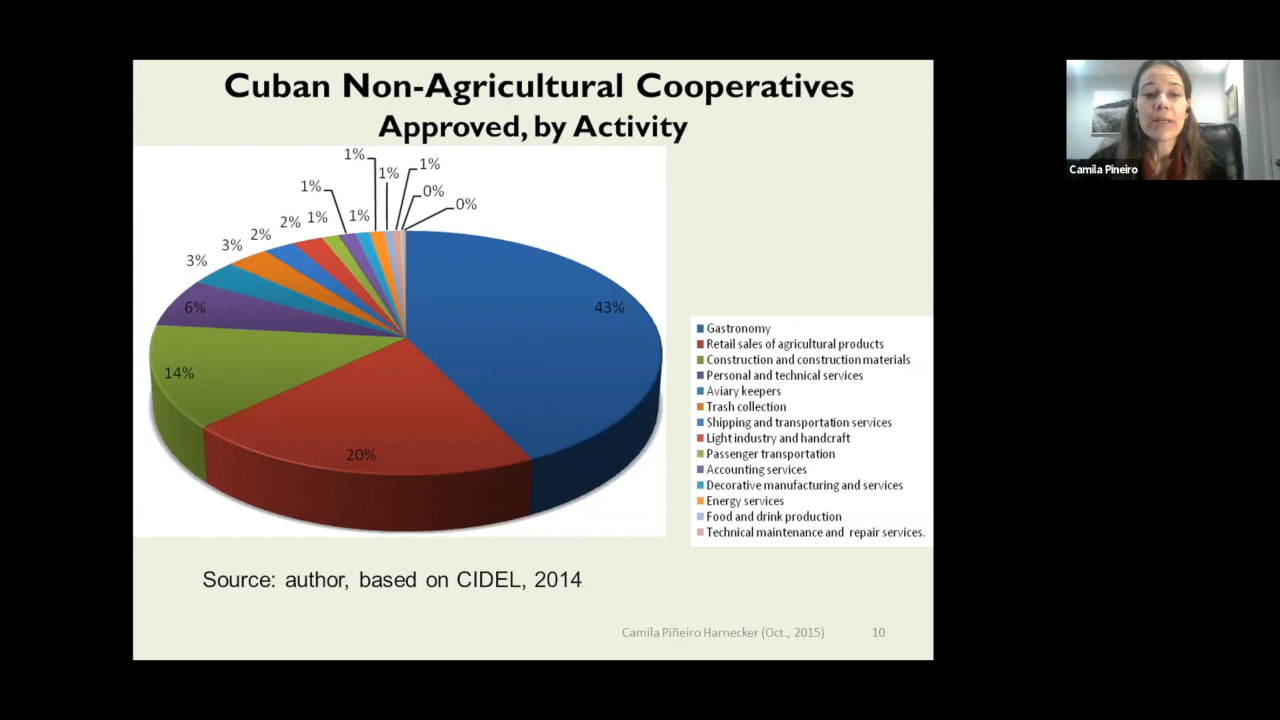 Cuban Non-Agricultural Cooperatives
Approved, by Activity
Camila Pineiro
1%
1%
1%
1%
0%
0%
1%
1%
2%
2%
3%
3%
6%
14%
20%
43%
Gastronomy
Retail sales of agricultural products
Construction and construction materials
Personal and technical services
Aviary keepers
Trash collection
Shipping and transportation services
Light industry and handcraft
Passenger transportation
Accounting services
Decorative manufacturing and services
Energy services
Food and drink production
Technical maintenance and repair services.
Source: author, based on CIDEL, 2014
Camila Piñeiro Harnecker (Oct., 2015)
10